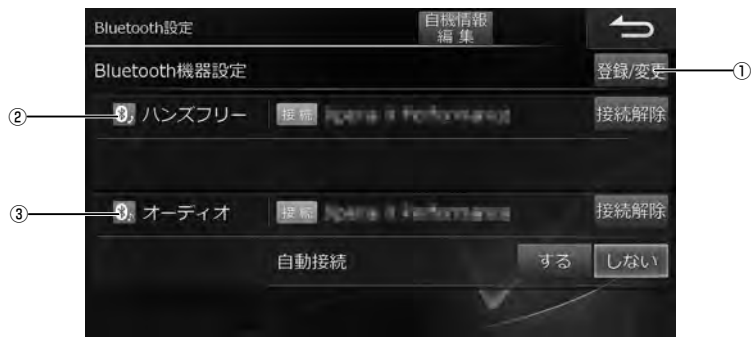 Bluetooth設定
自機情報
編 集
Bluetooth機器設定 登録/変更 ①
② ハンズフリー 接続 接続解除
③ オーディオ 接続 接続解除
自動接続 する しない